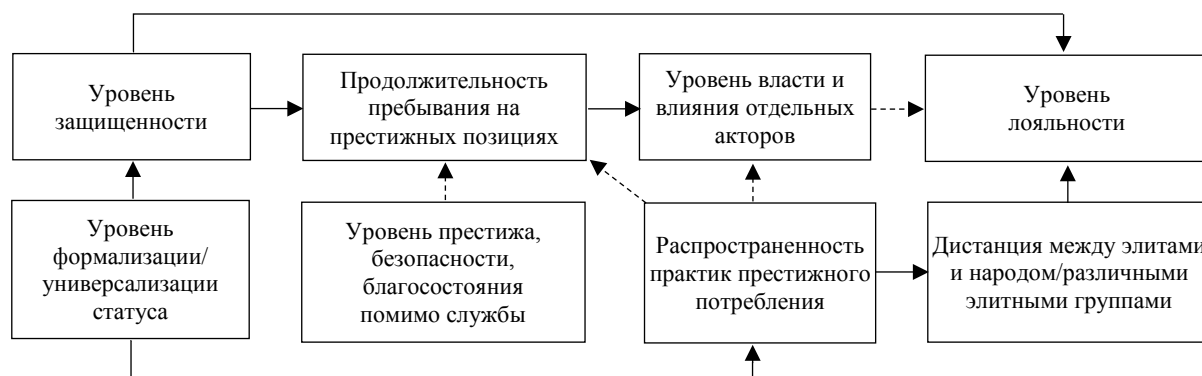 Уровень
защищенности
Продолжительность
пребывания на
престижных позициях
Уровень власти и
влияния отдельных
акторов
Уровень
лояльности
Уровень
формализации/
универсализации
статуса
Уровень престижа,
безопасности,
благосостояния
помимо службы
Распространенность
практик престижного
потребления
Дистанция между элитами
и народом/различными
элитными группами